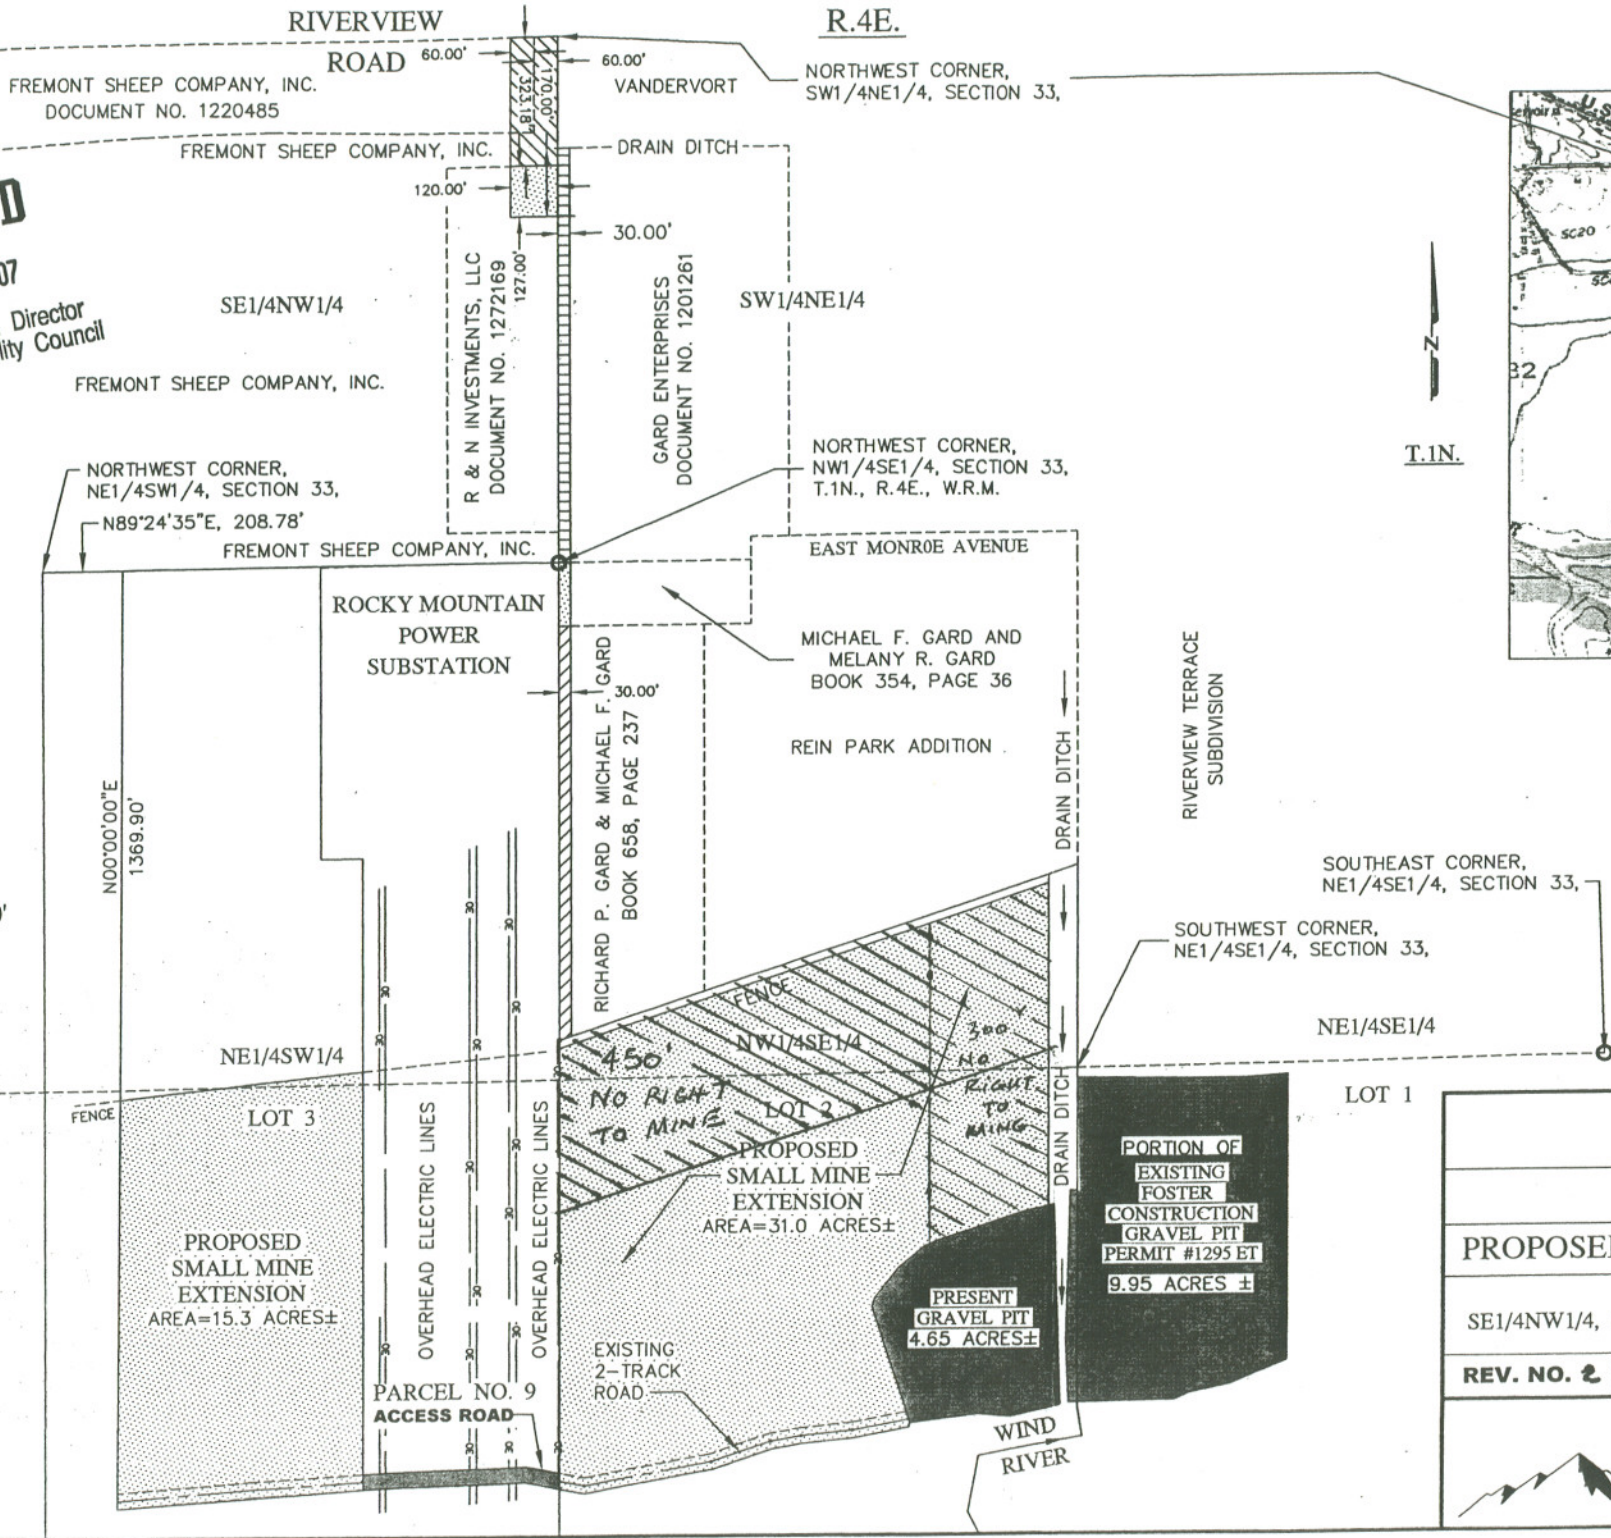 RIVERVIEW
ROAD
R.4E.
60.00'
60.00'
170.00'
323.18'
VANDERVORT
NORTHWEST CORNER,
SW1/4NE1/4, SECTION 33,
FREMONT SHEEP COMPANY, INC.
DOCUMENT NO. 1220485
FREMONT SHEEP COMPANY, INC.
DRAIN DITCH
120.00'
30.00'
127.00'
D
07
Director
lity Council
SE1/4NW1/4
R & N INVESTMENTS, LLC
DOCUMENT NO. 1272169
GARD ENTERPRISES
DOCUMENT NO. 1201261
SW1/4NE1/4
FREMONT SHEEP COMPANY, INC.
U.S
SC20
32
N
T.1N.
NORTHWEST CORNER,
NE1/4SW1/4, SECTION 33,
N89°24'35"E, 208.78'
NORTHWEST CORNER,
NW1/4SE1/4, SECTION 33,
T.1N., R.4E., W.R.M.
FREMONT SHEEP COMPANY, INC.
EAST MONROE AVENUE
ROCKY MOUNTAIN
POWER
SUBSTATION
MICHAEL F. GARD AND
MELANY R. GARD
BOOK 354, PAGE 36
30.00'
RICHARD P. GARD & MICHAEL F. GARD
BOOK 658, PAGE 237
REIN PARK ADDITION
DRAIN DITCH
RIVERVIEW TERRACE
SUBDIVISION
N00°00'00"E
1369.90'
SOUTHEAST CORNER,
NE1/4SE1/4, SECTION 33,
SOUTHWEST CORNER,
NE1/4SE1/4, SECTION 33,
FENCE
NE1/4SW1/4
NW1/4SE1/4
NE1/4SE1/4
450'
NO RIGHT
TO MINE
300'
NO
RIGHT
TO
MING
FENCE
LOT 3
LOT 2
LOT 1
OVERHEAD ELECTRIC LINES
OVERHEAD ELECTRIC LINES
DRAIN DITCH
PROPOSED
SMALL MINE
EXTENSION
AREA=31.0 ACRES±
PORTION OF
EXISTING
FOSTER
CONSTRUCTION
GRAVEL PIT
PERMIT #1295 ET
9.95 ACRES ±
PROPOSED
SMALL MINE
EXTENSION
AREA=15.3 ACRES±
PRESENT
GRAVEL PIT
4.65 ACRES±
EXISTING
2-TRACK
ROAD
PARCEL NO. 9
ACCESS ROAD
WIND
RIVER
PROPOSE
SE1/4NW1/4,
REV. NO. 2